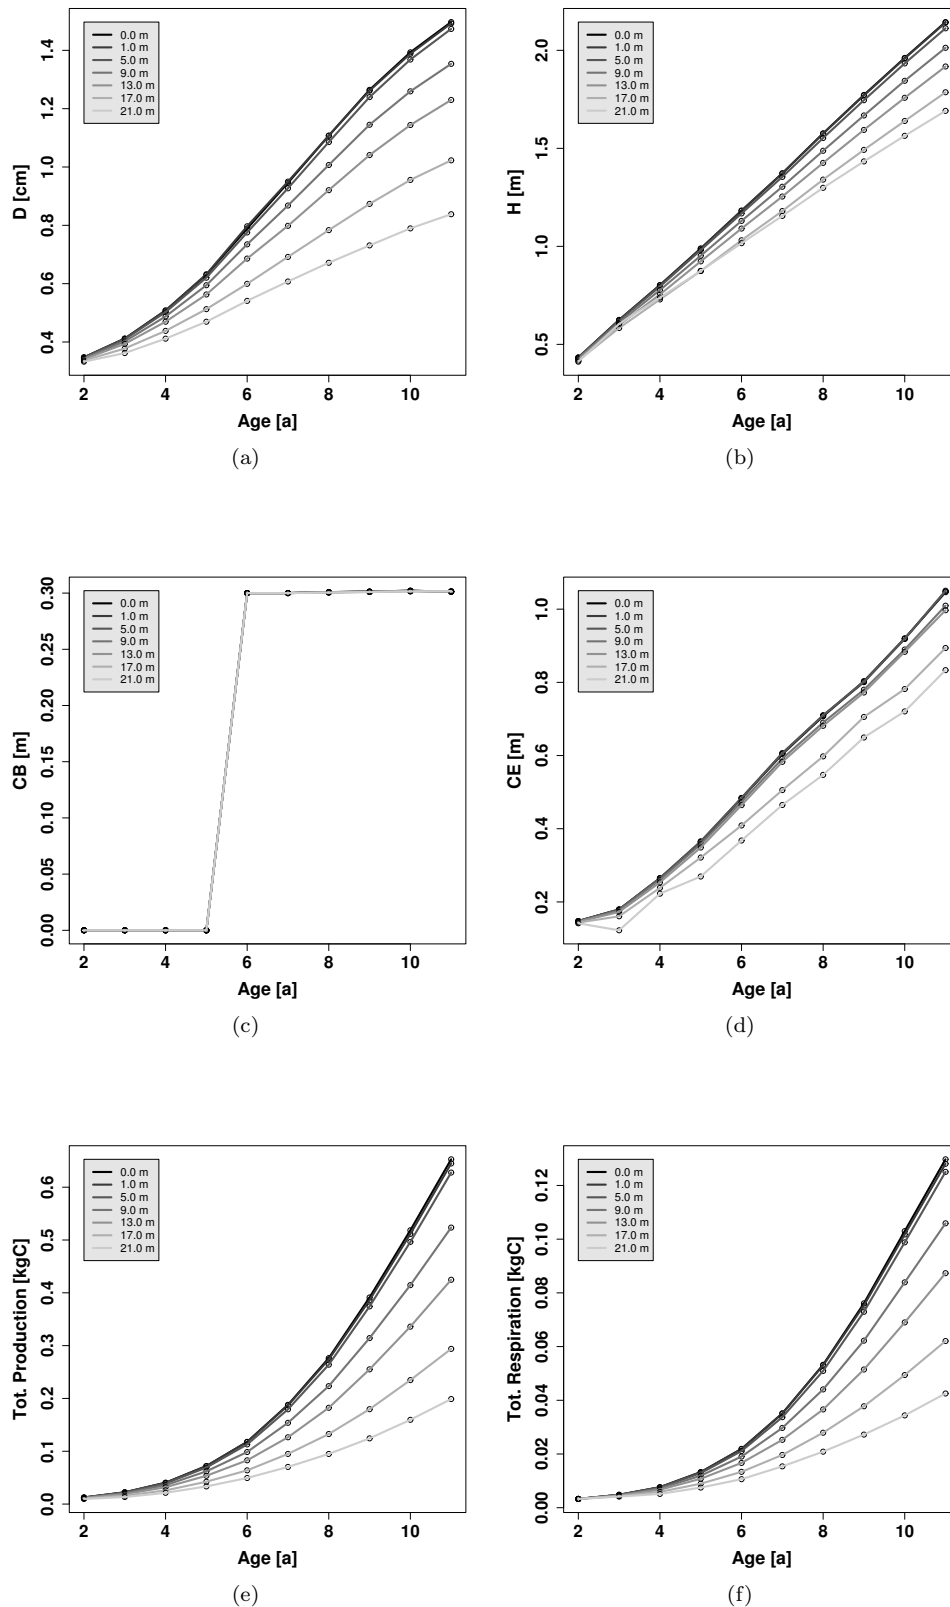 D [cm]
0.4 0.6 0.8 1.0 1.2 1.4
0.0 m
1.0 m
5.0 m
9.0 m
13.0 m
17.0 m
21.0 m
2 4 6 8 10
Age [a]
(a)
H [m]
0.5 1.0 1.5 2.0
0.0 m
1.0 m
5.0 m
9.0 m
13.0 m
17.0 m
21.0 m
2 4 6 8 10
Age [a]
(b)
CB [m]
0.00 0.05 0.10 0.15 0.20 0.25 0.30
0.0 m
1.0 m
5.0 m
9.0 m
13.0 m
17.0 m
21.0 m
2 4 6 8 10
Age [a]
(c)
CE [m]
0.2 0.4 0.6 0.8 1.0
0.0 m
1.0 m
5.0 m
9.0 m
13.0 m
17.0 m
21.0 m
2 4 6 8 10
Age [a]
(d)
Tot. Production [kgC]
0.0 0.1 0.2 0.3 0.4 0.5 0.6
0.0 m
1.0 m
5.0 m
9.0 m
13.0 m
17.0 m
21.0 m
2 4 6 8 10
Age [a]
(e)
Tot. Respiration [kgC]
0.00 0.02 0.04 0.06 0.08 0.10 0.12
0.0 m
1.0 m
5.0 m
9.0 m
13.0 m
17.0 m
21.0 m
2 4 6 8 10
Age [a]
(f)